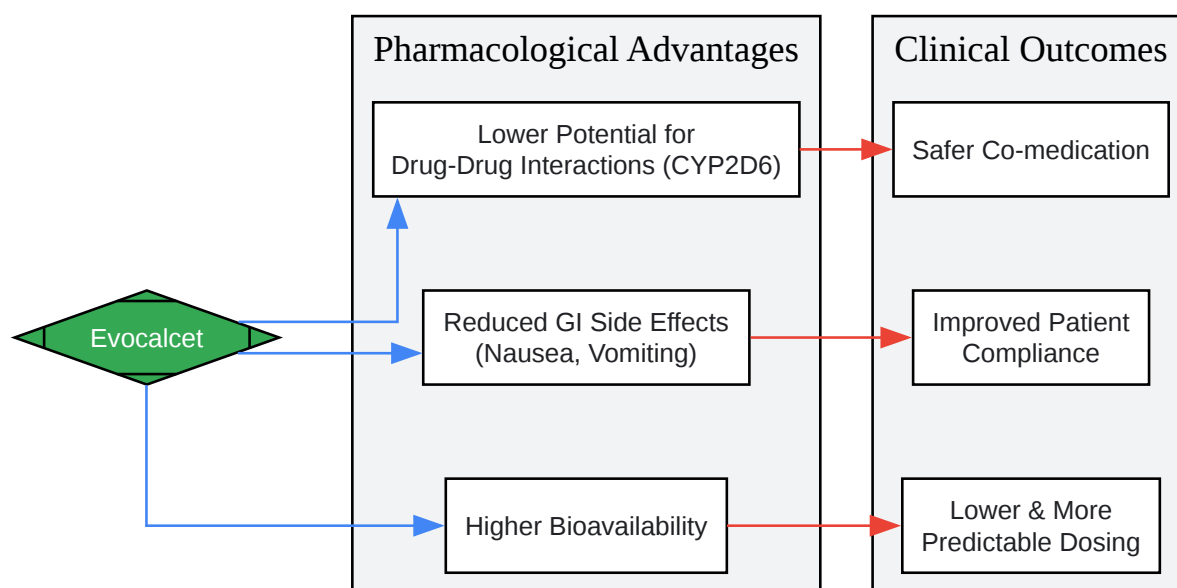 Pharmacological Advantages
Clinical Outcomes
Lower Potential for
Drug-Drug Interactions (CYP2D6)
Safer Co-medication
Evocalcet
Reduced GI Side Effects
(Nausea, Vomiting)
Improved Patient
Compliance
Higher Bioavailability
Lower & More
Predictable Dosing